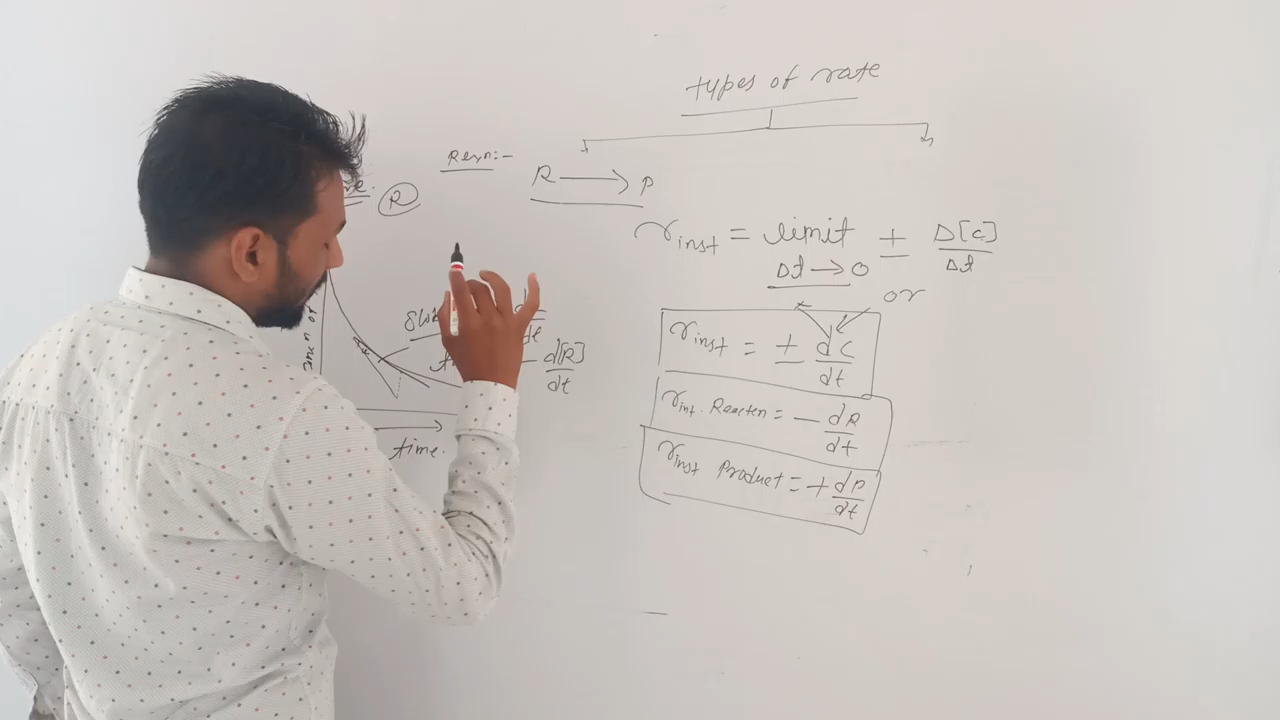 types of rate
Rexn:-
R → P
R
r inst = limit ± Δ[c]/Δt
Δt → 0
or
r inst = ± dc/dt
- d[R]/dt
r int. Reacten = - dR/dt
r inst Product = + dP/dt
time.